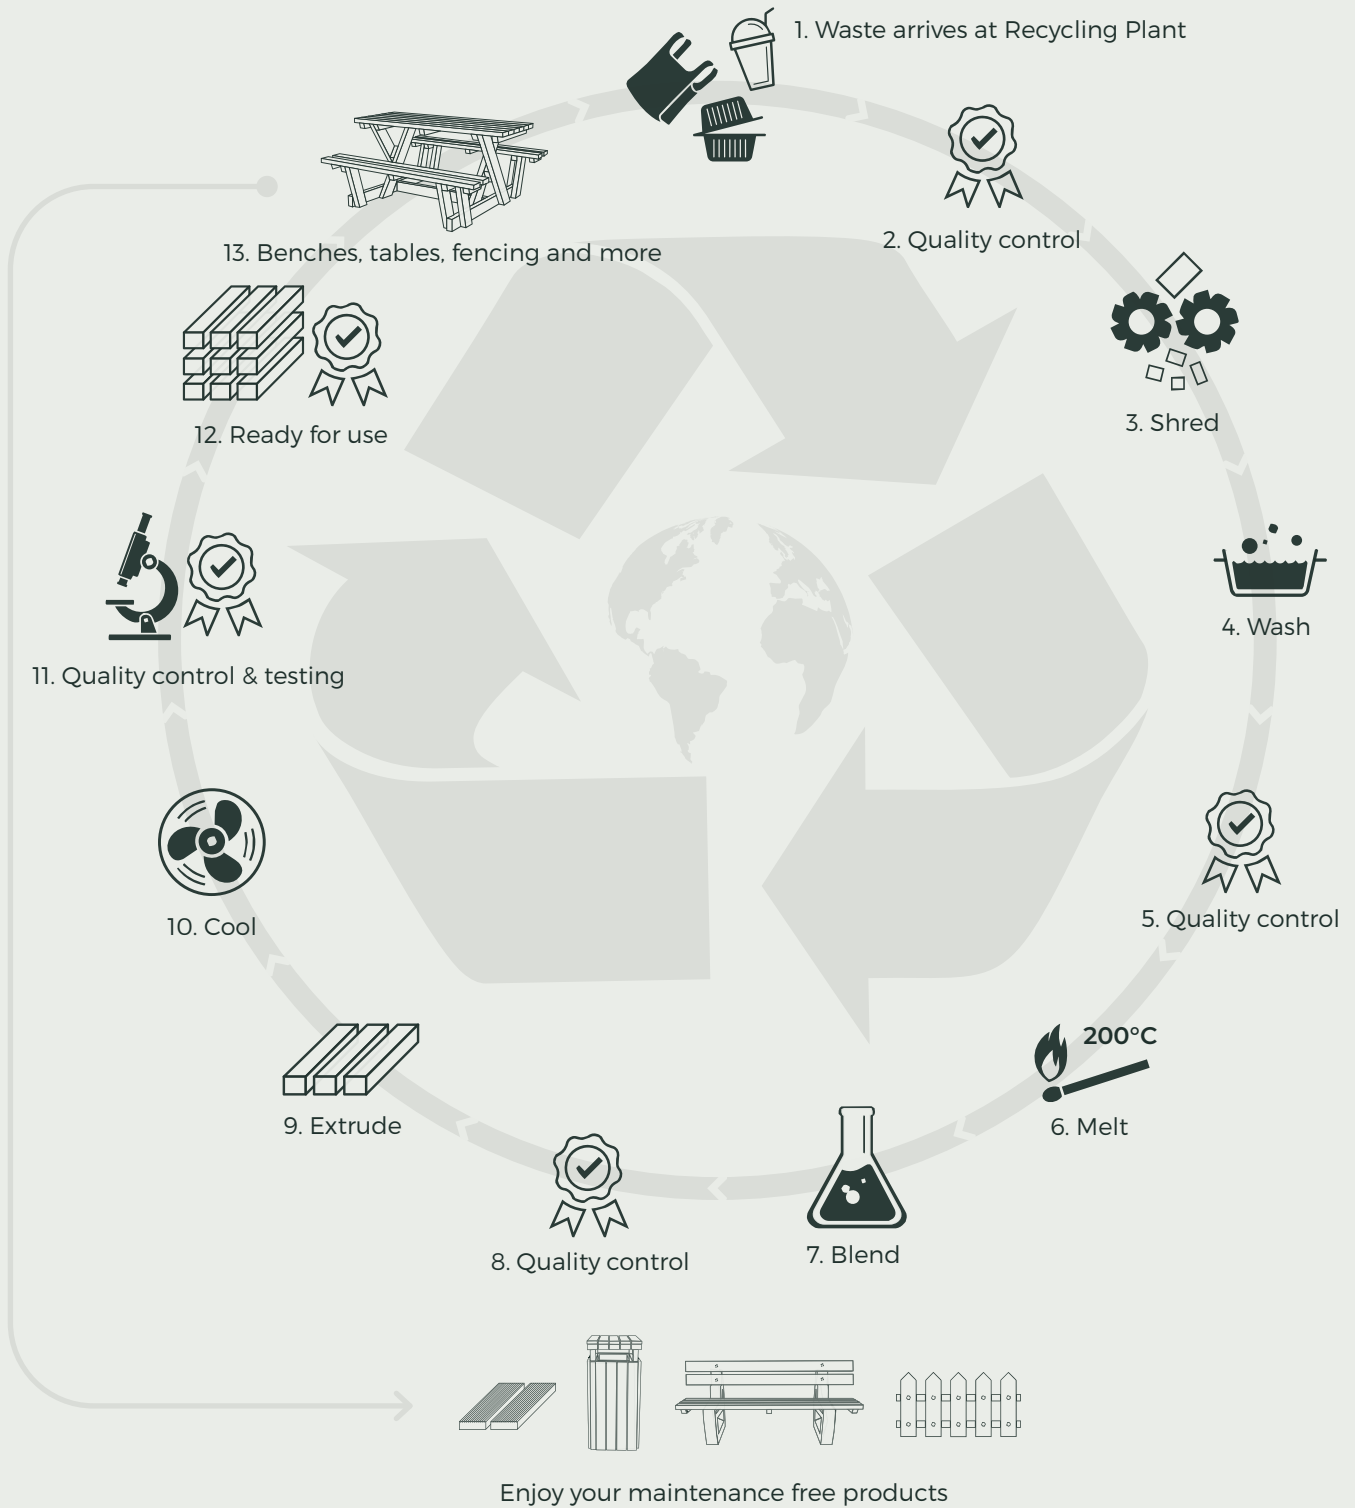 1. Waste arrives at Recycling Plant
2. Quality control
3. Shred
4. Wash
5. Quality control
200°C
6. Melt
7. Blend
8. Quality control
9. Extrude
10. Cool
11. Quality control & testing
12. Ready for use
13. Benches, tables, fencing and more
Enjoy your maintenance free products